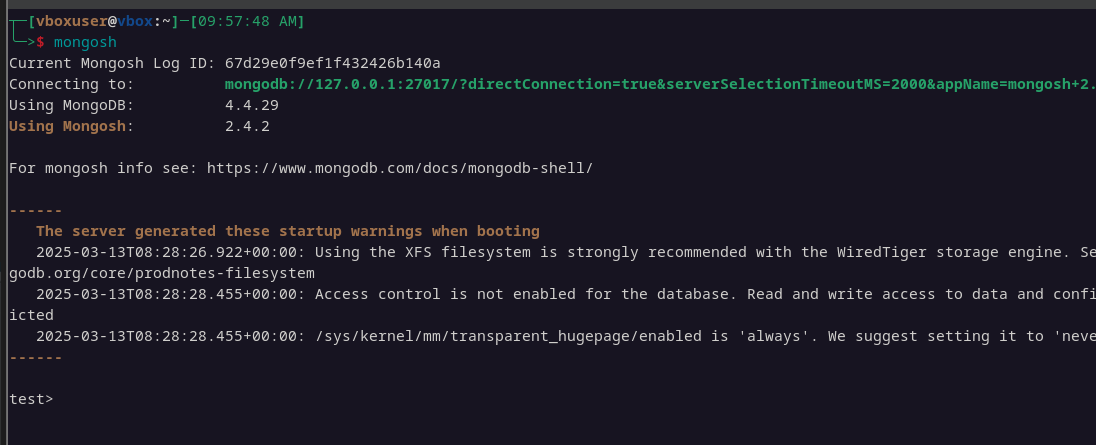 ┬─[vboxuser@vbox:~]─[09:57:48 AM]
╰─>$ mongosh
Current Mongosh Log ID: 67d29e0f9ef1f432426b140a
Connecting to: mongodb://127.0.0.1:27017/?directConnection=true&serverSelectionTimeoutMS=2000&appName=mongosh+2.
Using MongoDB: 4.4.29
Using Mongosh: 2.4.2
For mongosh info see: https://www.mongodb.com/docs/mongodb-shell/
------
The server generated these startup warnings when booting
2025-03-13T08:28:26.922+00:00: Using the XFS filesystem is strongly recommended with the WiredTiger storage engine. Se
godb.org/core/prodnotes-filesystem
2025-03-13T08:28:28.455+00:00: Access control is not enabled for the database. Read and write access to data and confi
icted
2025-03-13T08:28:28.455+00:00: /sys/kernel/mm/transparent_hugepage/enabled is 'always'. We suggest setting it to 'neve
------
test>